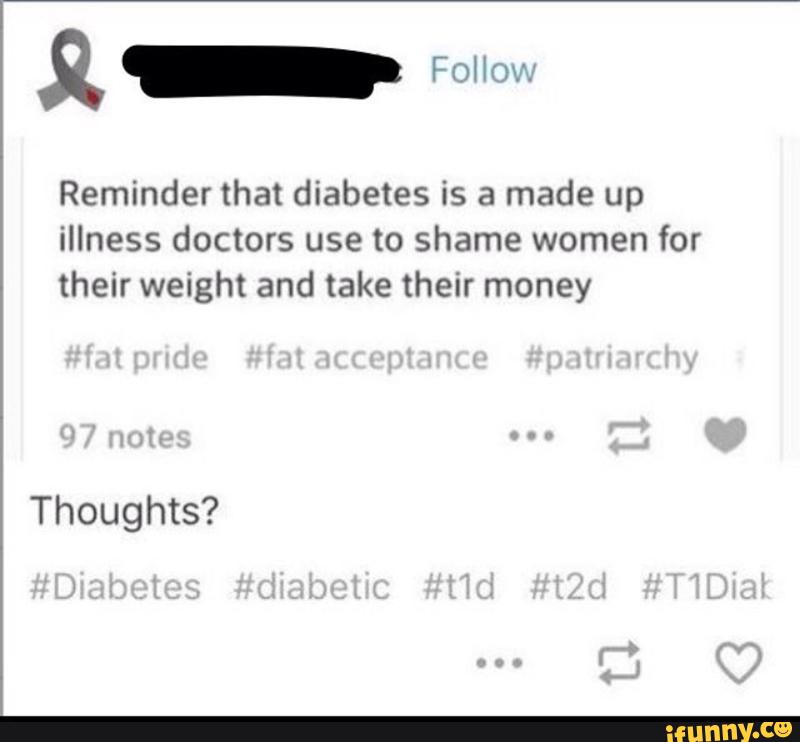 Follow
Reminder that diabetes is a made up
illness doctors use to shame women for
their weight and take their money
#fat pride #fat acceptance #patriarchy
97 notes
Thoughts?
#Diabetes #diabetic #t1d #t2d #T1Diab
ifunny.co